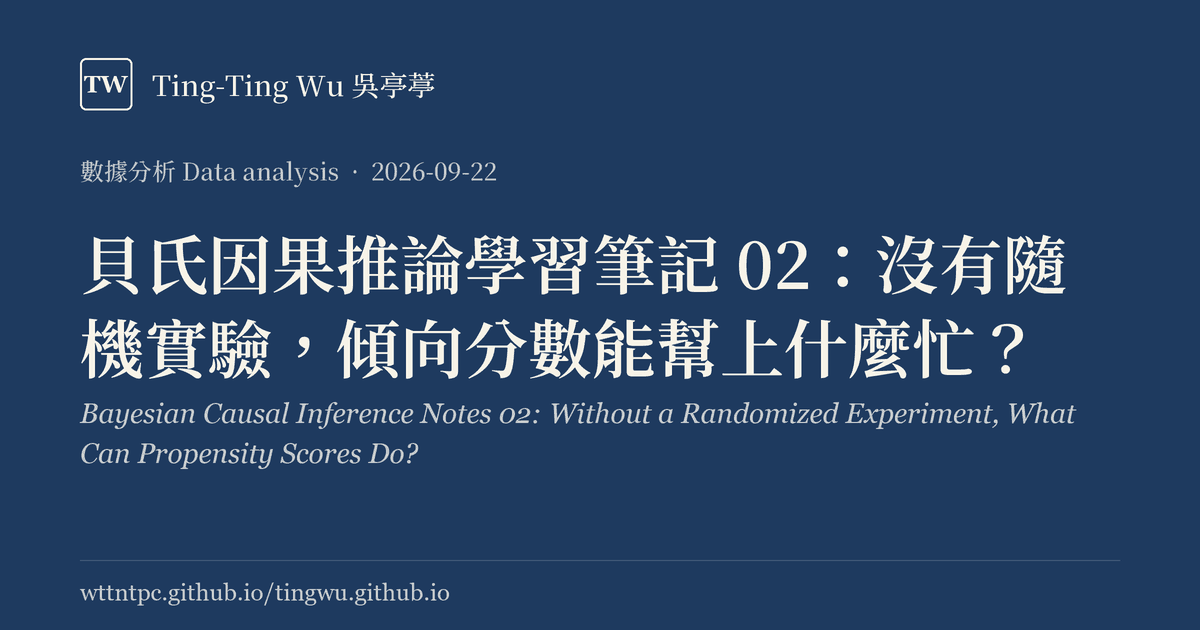 TW
Ting-Ting Wu 吳亭葶
數據分析 Data analysis · 2026-09-22
貝氏因果推論學習筆記 02：沒有隨
機實驗，傾向分數能幫上什麼忙？
Bayesian Causal Inference Notes 02: Without a Randomized Experiment, What
Can Propensity Scores Do?
wttntpc.github.io/tingwu.github.io